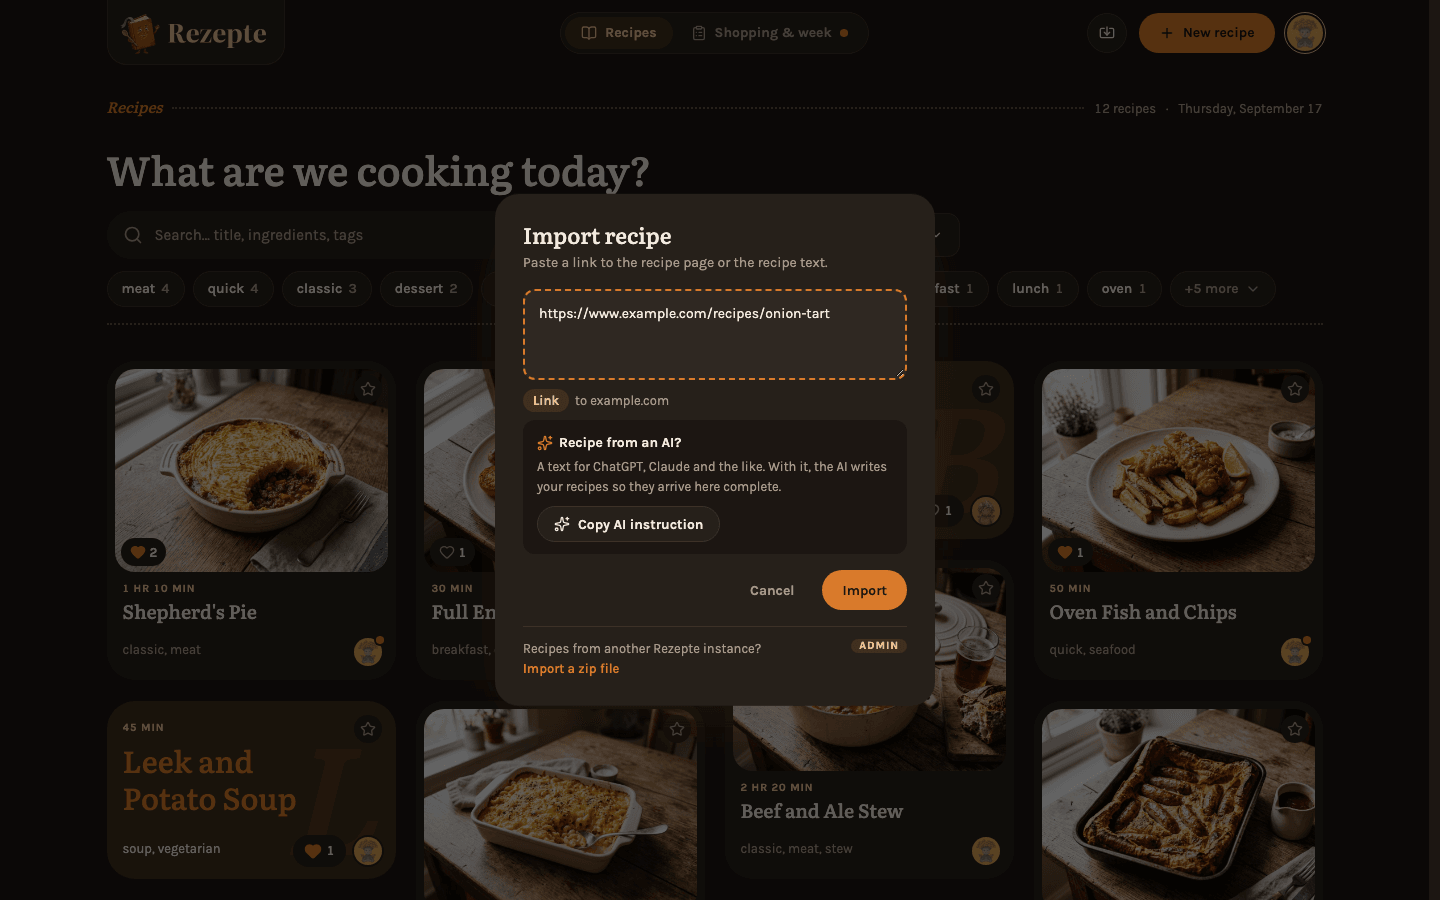 Rezepte
Recipes
Shopping & week
New recipe
Recipes
12 recipes · Thursday, September 17
What are we cooking today?
Search... title, ingredients, tags
meat 4
quick 4
classic 3
dessert 2
fast 1
lunch 1
oven 1
+5 more
Import recipe
Paste a link to the recipe page or the recipe text.
https://www.example.com/recipes/onion-tart
Link to example.com
Recipe from an AI?
A text for ChatGPT, Claude and the like. With it, the AI writes
your recipes so they arrive here complete.
Copy AI instruction
Cancel
Import
Recipes from another Rezepte instance?
ADMIN
Import a zip file
2
1 HR 10 MIN
Shepherd's Pie
classic, meat
1
30 MIN
Full En
breakfast,
B
1
1
50 MIN
Oven Fish and Chips
quick, seafood
45 MIN
Leek and
Potato Soup
L
soup, vegetarian
1
2 HR 20 MIN
Beef and Ale Stew
classic, meat, stew